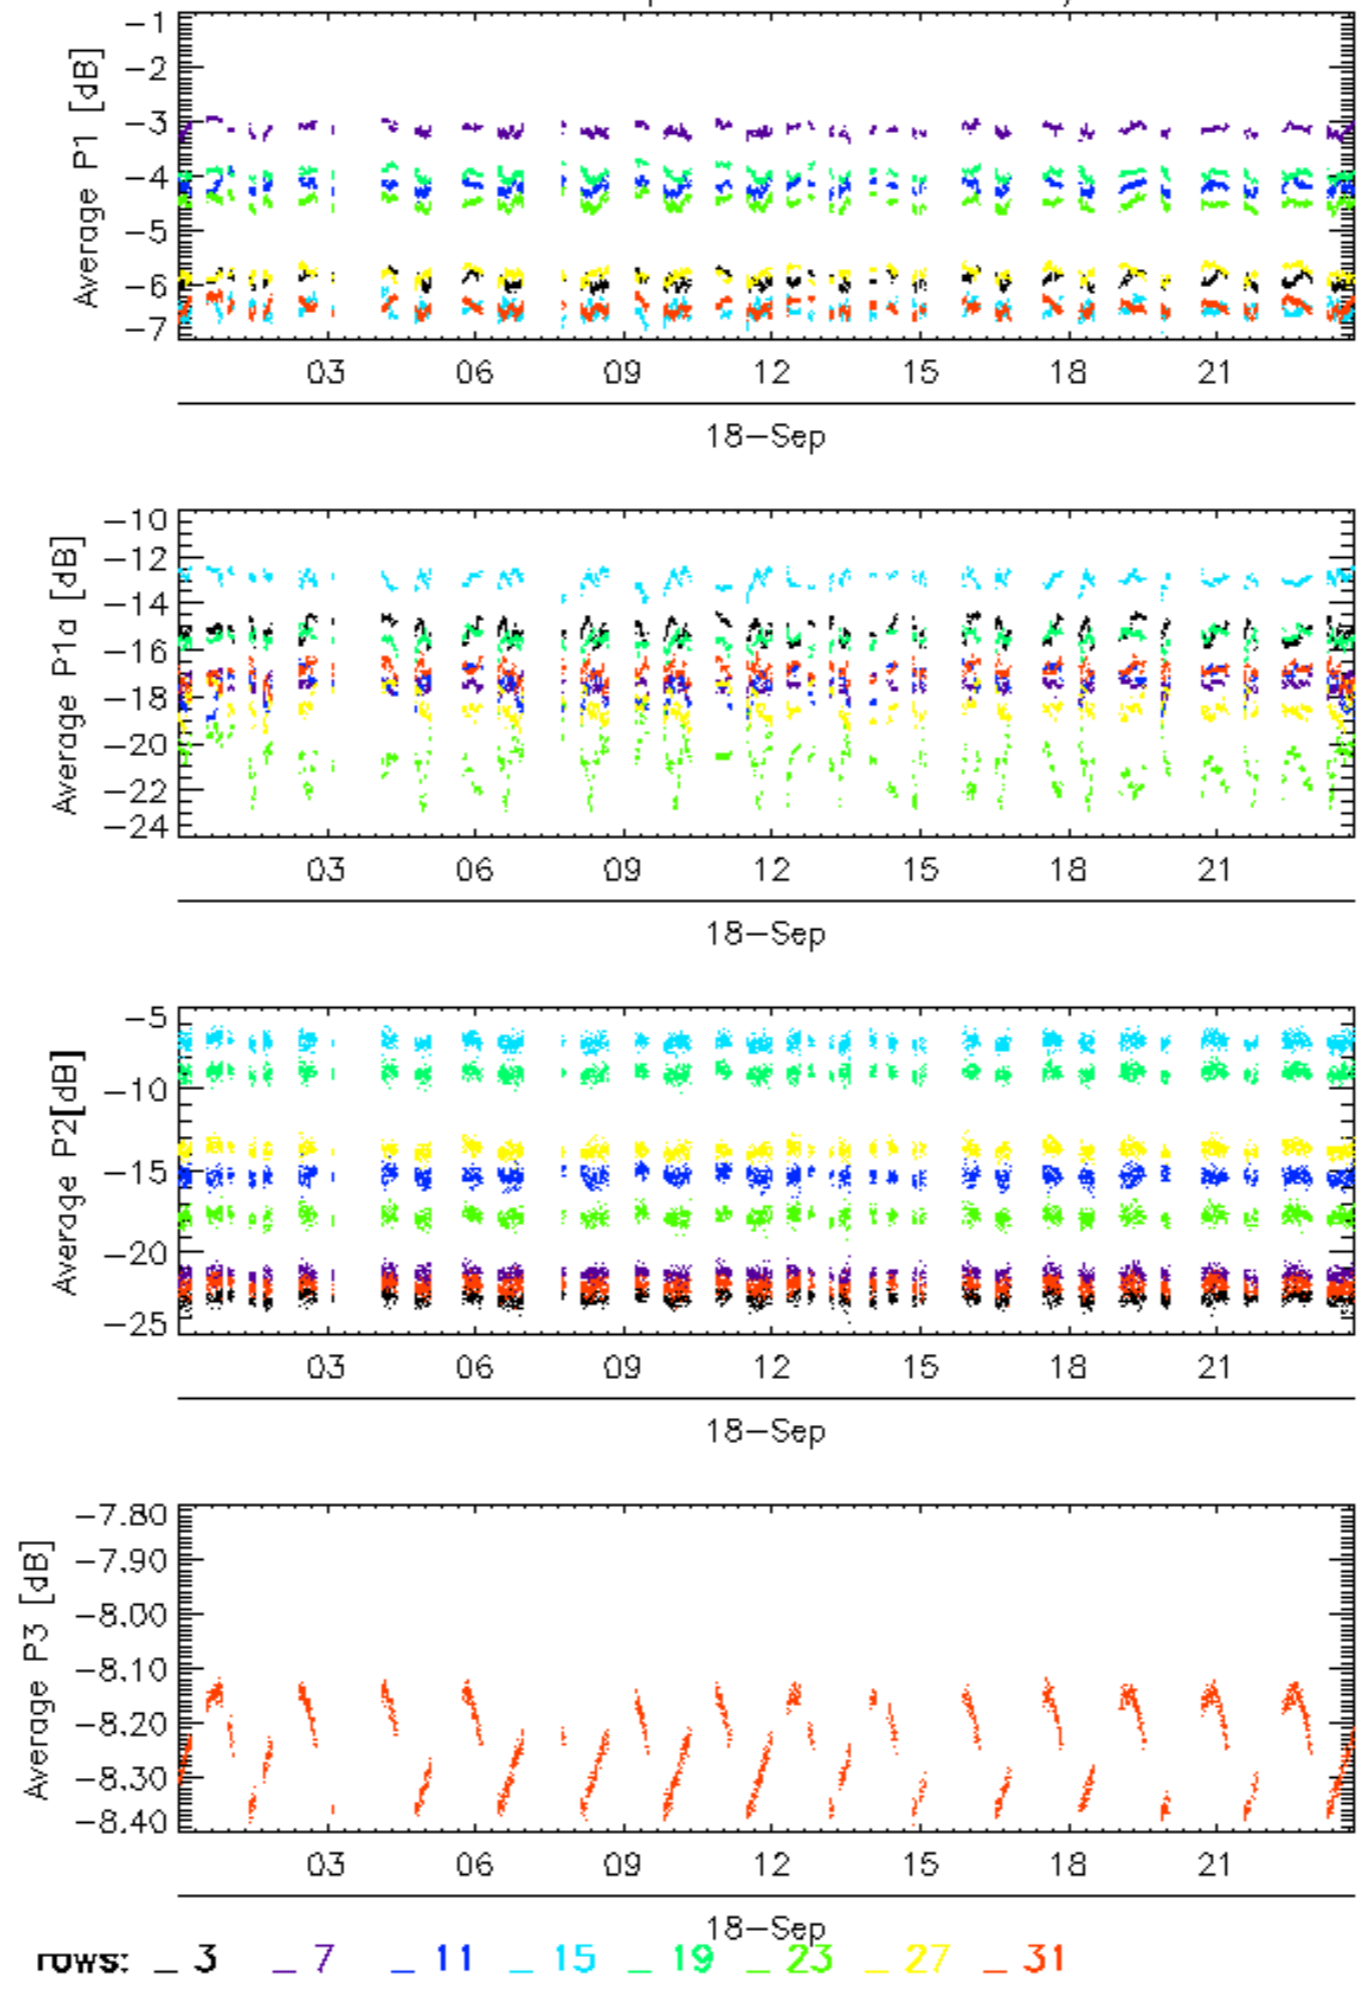 -1
-2
-3
-4
-5
-6
-7
Average P1 [dB]
03 06 09 12 15 18 21
18-Sep
-10
-12
-14
-16
-18
-20
-22
-24
Average P1a [dB]
03 06 09 12 15 18 21
18-Sep
-5
-10
-15
-20
-25
Average P2[dB]
03 06 09 12 15 18 21
18-Sep
-7.80
-7.90
-8.00
-8.10
-8.20
-8.30
-8.40
Average P3 [dB]
03 06 09 12 15 18 21
18-Sep
rows: _ 3 _ 7 _ 11 _ 15 _ 19 _ 23 _ 27 _ 31